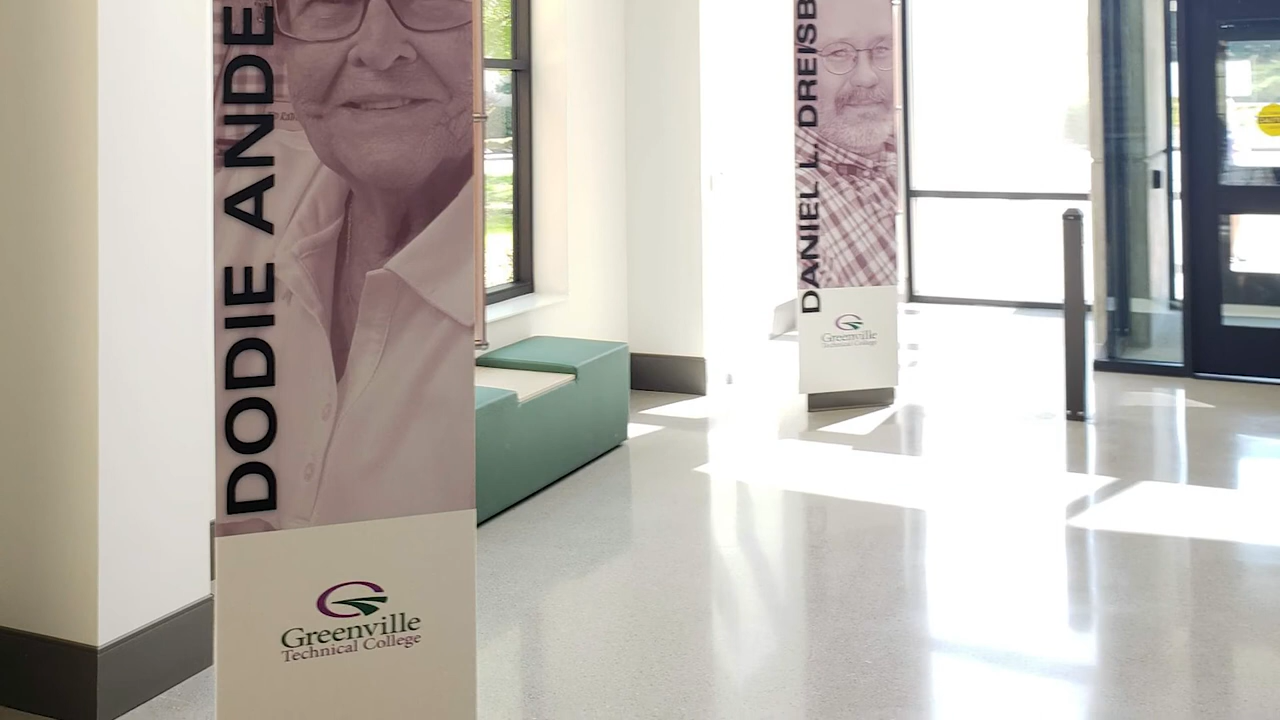 DODIE ANDE
Greenville
Technical College
DANIEL L. DREISB
Greenville
Technical College